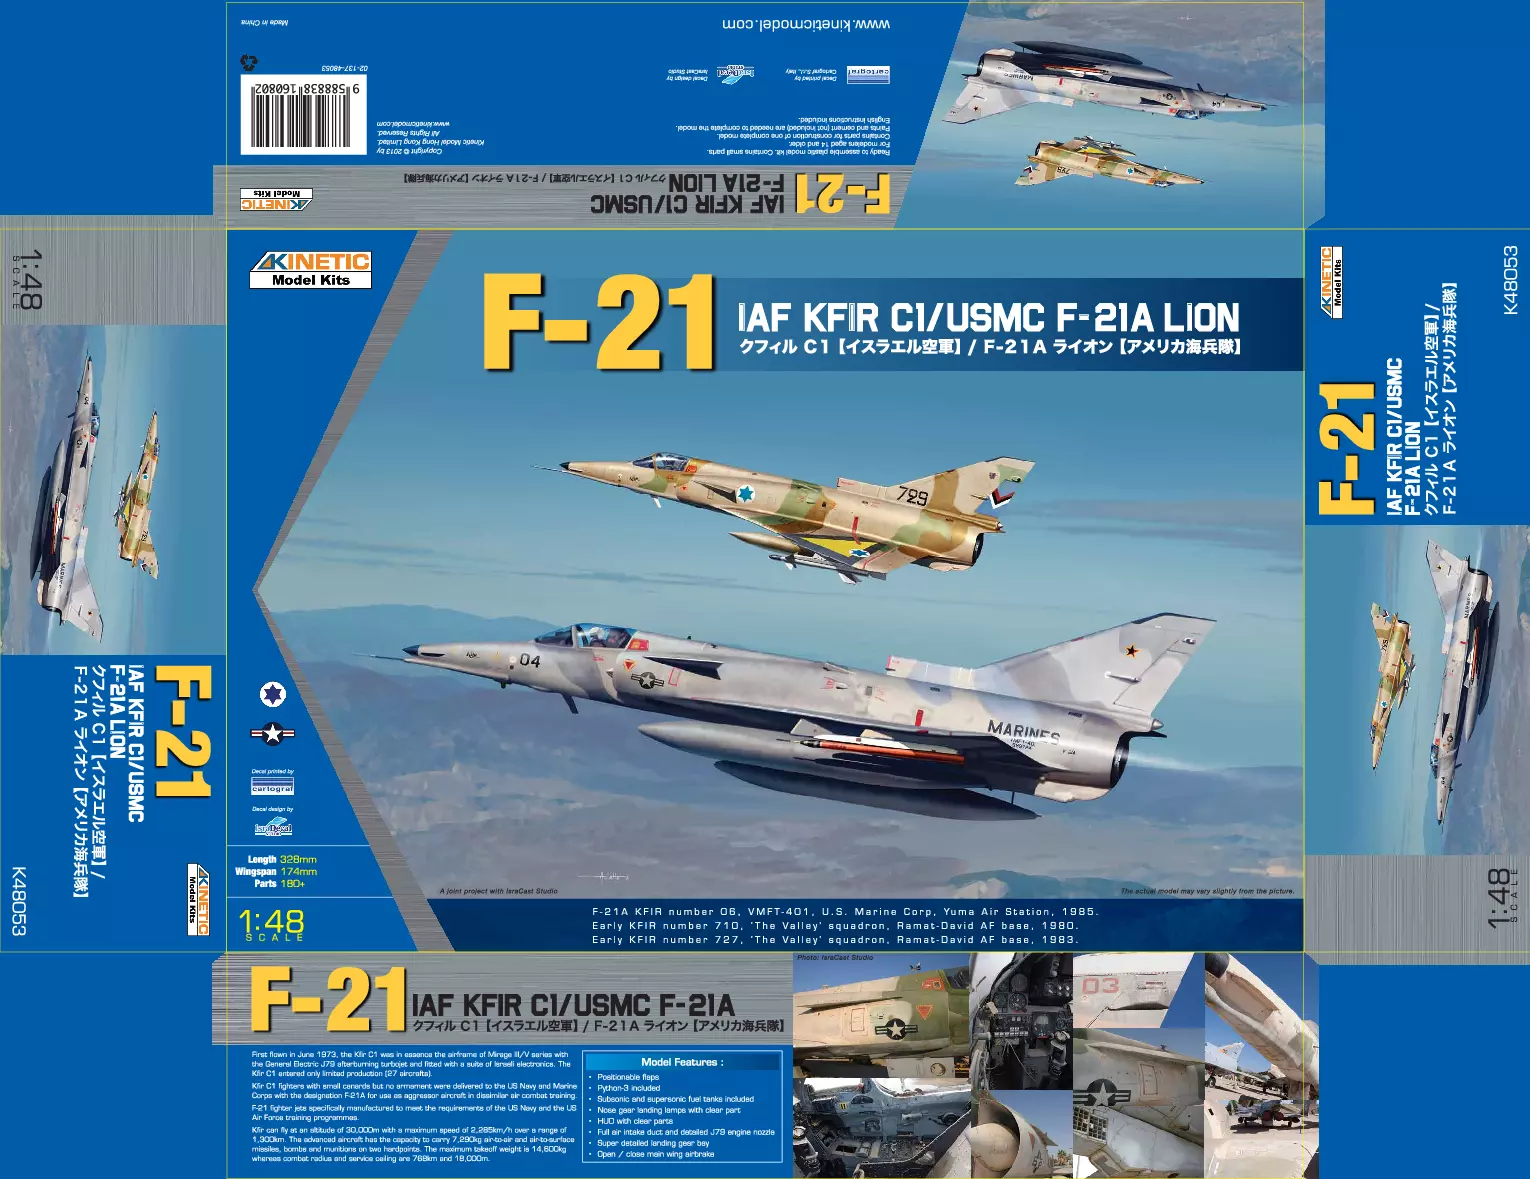 Made in China
www.kineticmodel.com
02-137-48053
9 588838 160802
Copyright © 2013 by
Kinetic Model Hong Kong Limited.
All Rights Reserved.
www.kineticmodel.com
Decal design by
IsraCast Studio
IsraDecal
Decal printed by
Cartograf S.r.L. Italy
cartograf
Ready to assemble plastic model kit. Contains small parts.
For modelers aged 14 and older.
Contains parts for construction of one complete model.
Paints and cement (not included) are needed to complete the model.
English Instructions included.
MARINES
04
729
F-21
IAF KFIR C1/USMC
F-21A LION
クフィル C1【イスラエル空軍】/ F-21A ライオン【アメリカ海兵隊】
KINETIC
Model Kits
1:48
SCALE
04
MARINES
729
F-21
IAF KFIR C1/USMC
F-21A LION
クフィル C1【イスラエル空軍】/
F-21A ライオン【アメリカ海兵隊】
KINETIC
Model Kits
K48053
KINETIC
Model Kits
F-21
IAF KFIR C1/USMC F-21A LION
クフィル C1【イスラエル空軍】/ F-21A ライオン【アメリカ海兵隊】
729
04
MARINES
VMFT-401
Decal printed by
cartograf
Decal design by
IsraDecal
Length 328mm
Wingspan 174mm
Parts 180+
1:48
SCALE
A joint project with IsraCast Studio
The actual model may vary slightly from the picture.
F-21A KFIR number 06, VMFT-401, U.S. Marine Corp, Yuma Air Station, 1985.
Early KFIR number 710, 'The Valley' squadron, Ramat-David AF base, 1980.
Early KFIR number 727, 'The Valley' squadron, Ramat-David AF base, 1983.
KINETIC
Model Kits
K48053
F-21
IAF KFIR C1/USMC
F-21A LION
クフィル C1【イスラエル空軍】/
F-21A ライオン【アメリカ海兵隊】
MARINES
729
04
1:48
SCALE
F-21
IAF KFIR C1/USMC F-21A
クフィル C1【イスラエル空軍】/ F-21A ライオン【アメリカ海兵隊】
First flown in June 1973, the Kfir C1 was in essence the airframe of Mirage III/V series with
the General Electric J79 afterburning turbojet and fitted with a suite of Israeli electronics. The
Kfir C1 entered only limited production (27 aircrafts).
Kfir C1 fighters with small canards but no armament were delivered to the US Navy and Marine
Corps with the designation F-21A for use as aggressor aircraft in dissimilar air combat training.
F-21 fighter jets specifically manufactured to meet the requirements of the US Navy and the US
Air Force training programmes.
Kfir can fly at an altitude of 30,000m with a maximum speed of 2,285km/h over a range of
1,300km. The advanced aircraft has the capacity to carry 7,290kg air-to-air and air-to-surface
missiles, bombs and munitions on two hardpoints. The maximum takeoff weight is 14,600kg
whereas combat radius and service ceiling are 768km and 18,000m.
Model Features :
• Positionable flaps
• Python-3 included
• Subsonic and supersonic fuel tanks included
• Nose gear landing lamps with clear part
• HUD with clear parts
• Full air intake duct and detailed J79 engine nozzle
• Super detailed landing gear bay
• Open / close main wing airbrake
Photo: IsraCast Studio
03